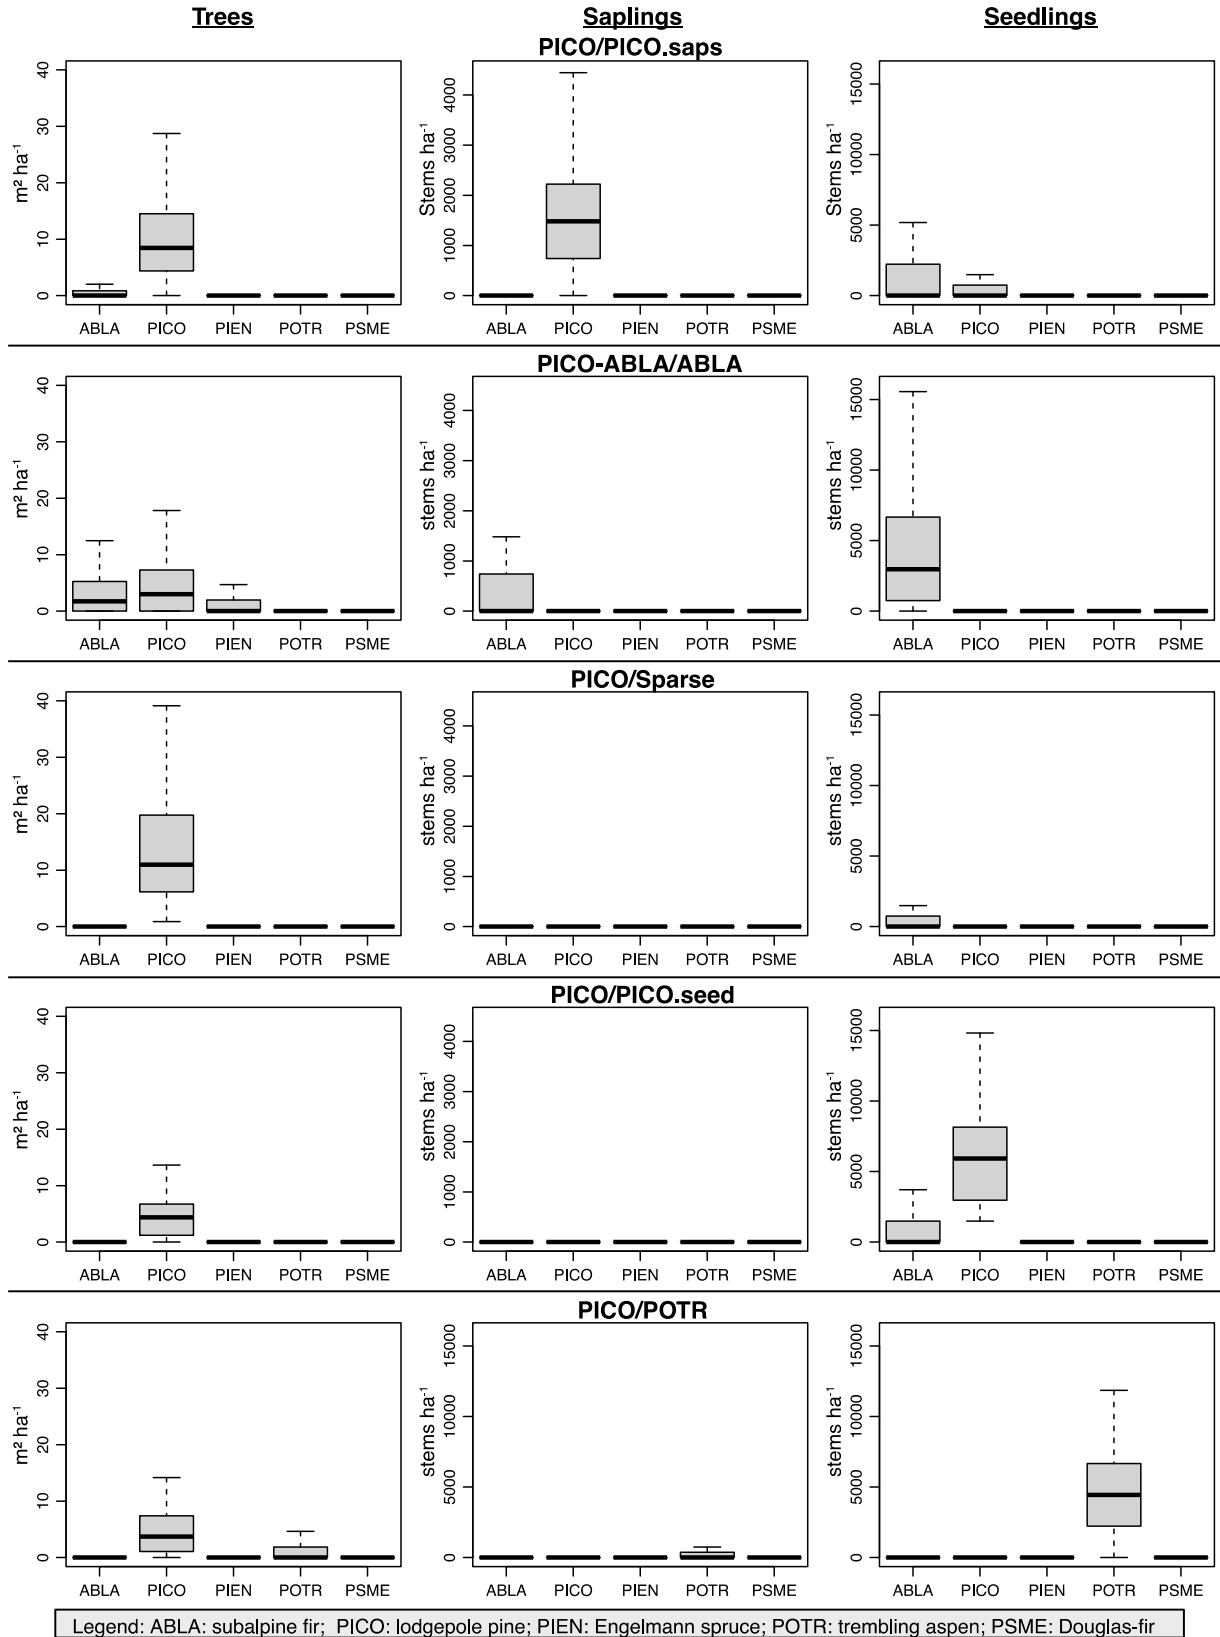 Trees Saplings Seedlings
PICO/PICO.saps
m² ha⁻¹
0 10 20 30 40
ABLA PICO PIEN POTR PSME
Stems ha⁻¹
0 1000 2000 3000 4000
ABLA PICO PIEN POTR PSME
Stems ha⁻¹
0 5000 10000 15000
ABLA PICO PIEN POTR PSME
PICO-ABLA/ABLA
m² ha⁻¹
0 10 20 30 40
ABLA PICO PIEN POTR PSME
stems ha⁻¹
0 1000 2000 3000 4000
ABLA PICO PIEN POTR PSME
stems ha⁻¹
0 5000 10000 15000
ABLA PICO PIEN POTR PSME
PICO/Sparse
m² ha⁻¹
0 10 20 30 40
ABLA PICO PIEN POTR PSME
stems ha⁻¹
0 1000 2000 3000 4000
ABLA PICO PIEN POTR PSME
stems ha⁻¹
0 5000 10000 15000
ABLA PICO PIEN POTR PSME
PICO/PICO.seed
m² ha⁻¹
0 10 20 30 40
ABLA PICO PIEN POTR PSME
stems ha⁻¹
0 1000 2000 3000 4000
ABLA PICO PIEN POTR PSME
stems ha⁻¹
0 5000 10000 15000
ABLA PICO PIEN POTR PSME
PICO/POTR
m² ha⁻¹
0 10 20 30 40
ABLA PICO PIEN POTR PSME
stems ha⁻¹
0 5000 10000 15000
ABLA PICO PIEN POTR PSME
stems ha⁻¹
0 5000 10000 15000
ABLA PICO PIEN POTR PSME
Legend: ABLA: subalpine fir; PICO: lodgepole pine; PIEN: Engelmann spruce; POTR: trembling aspen; PSME: Douglas-fir